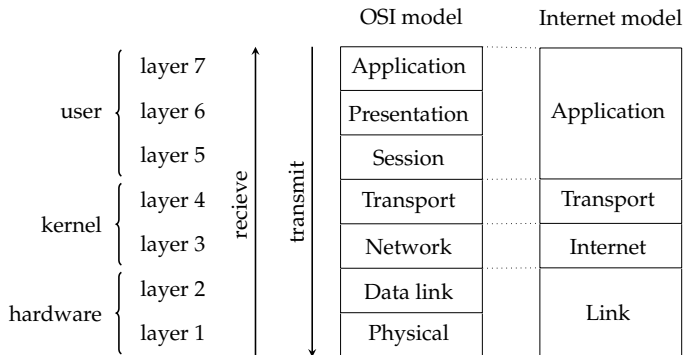 OSI model Internet model
layer 7 Application
user layer 6 Presentation Application
layer 5 Session
layer 4 Transport Transport
kernel
layer 3 Network Internet
layer 2 Data link
hardware Link
layer 1 Physical
recieve
transmit